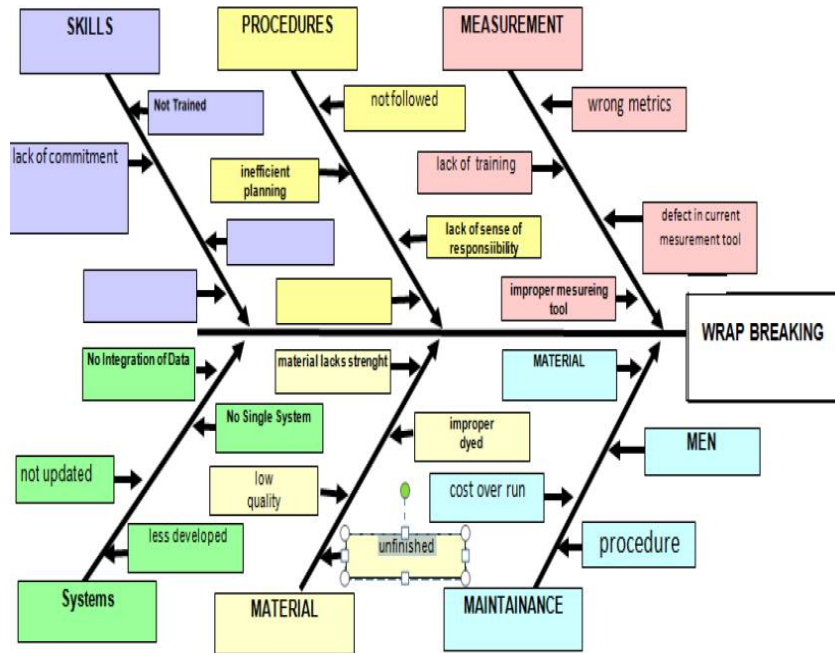 SKILLS
PROCEDURES
MEASUREMENT
Not Trained
not followed
wrong metrics
lack of commitment
inefficient
planning
lack of training
lack of sense of
responsiibility
defect in current
mesurement tool
improper mesureing
tool
WRAP BREAKING
No Integration of Data
material lacks strenght
MATERIAL
No Single System
improper
dyed
MEN
not updated
low
quality
cost over run
less developed
unfinished
procedure
Systems
MATERIAL
MAINTAINANCE